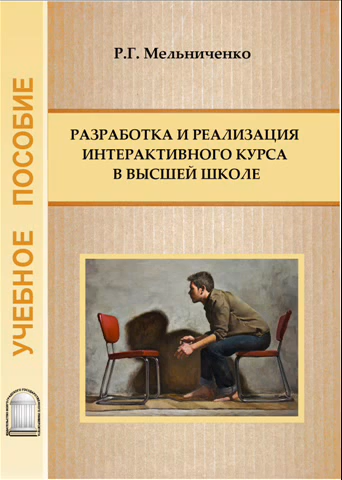 Р.Г. Мельниченко
РАЗРАБОТКА И РЕАЛИЗАЦИЯ
ИНТЕРАКТИВНОГО КУРСА
В ВЫСШЕЙ ШКОЛЕ
УЧЕБНОЕ ПОСОБИЕ